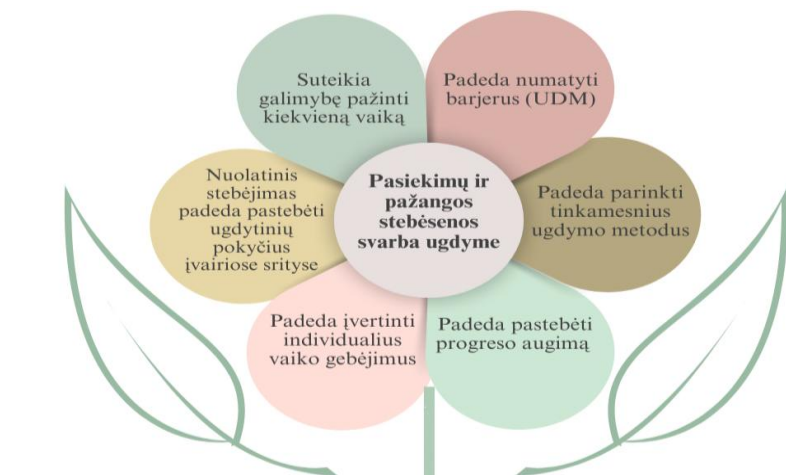 Suteikia
galimybę pažinti
kiekvieną vaiką
Padeda numatyti
barjerus (UDM)
Nuolatinis
stebėjimas
padeda pastebėti
ugdytinių
pokyčius
įvairiose srityse
Pasiekimų ir
pažangos
stebėsenos
svarba ugdyme
Padeda parinkti
tinkamesnius
ugdymo metodus
Padeda įvertinti
individualius
vaiko gebėjimus
Padeda pastebėti
progreso augimą